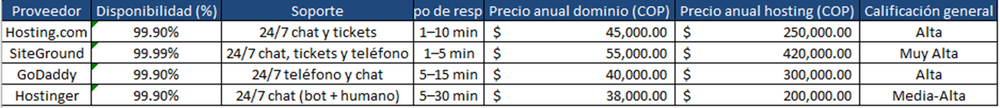 Proveedor Disponibilidad (%) Soporte po de resp Precio anual dominio (COP) Precio anual hosting (COP) Calificación general
Hosting.com 99.90% 24/7 chat y tickets 1–10 min $ 45,000.00 $ 250,000.00 Alta
SiteGround 99.99% 24/7 chat, tickets y teléfono 1–5 min $ 55,000.00 $ 420,000.00 Muy Alta
GoDaddy 99.90% 24/7 teléfono y chat 5–15 min $ 40,000.00 $ 300,000.00 Alta
Hostinger 99.90% 24/7 chat (bot + humano) 5–30 min $ 38,000.00 $ 200,000.00 Media-Alta